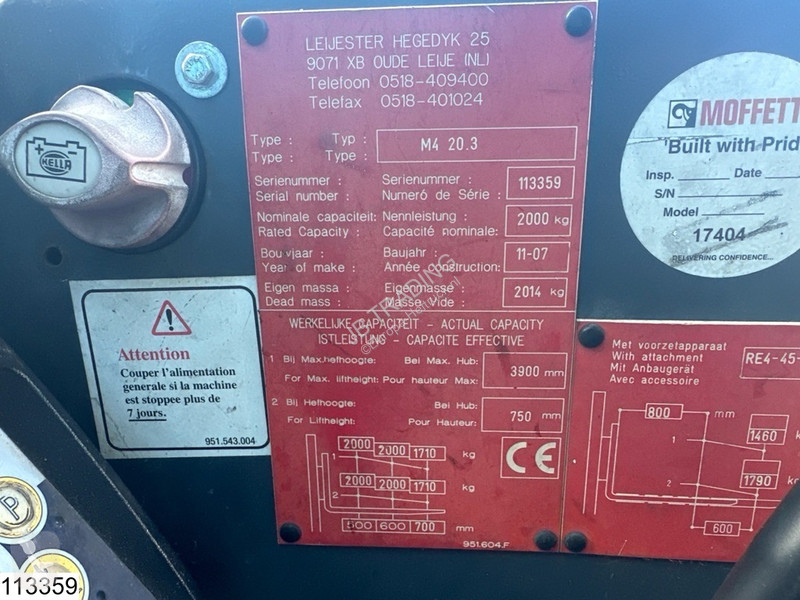 LEIJESTER HEGEDYK 25
9071 XB OUDE LEIJE (NL)
Telefoon 0518-409400
Telefax 0518-401024
Type : Typ : M4 20.3
Type : Type :
Serienummer : Serienummer : 113359
Serial number : Numeró de Série :
Nominale capaciteit: Nennleistung : 2000 kg
Rated Capacity : Capacité nominale:
Bouwjaar: Baujahr: 11-07
Year of make : Année construction:
Eigen massa : Eigenmasse : 2014 kg
Dead mass : Masse Vide :
WERKELIJKE CAPACITEIT - ACTUAL CAPACITY
ISTLEISTUNG - CAPACITE EFFECTIVE
1 Bij Max.hefhoogte: Bei Max. Hub: 3900 mm
For Max. liftheight: Pour hauteur Max:
2 Bij Hefhoogte: Bei Hub: 750 mm
For Liftheight: Pour Hauteur:
2000 2000 1710 kg
1
2000 2000 1710 kg
2
500 600 700 mm
CE
951.604.F
HELLA
Attention
Couper l'alimentation
generale si la machine
est stoppee plus de
7 jours.
951.543.004
MOFFETT
"Built with Prid
Insp. Date
S/N
Model
17404
DELIVERING CONFIDENCE...
Met voorzetapparaat
With attachment RE4-45-
Mit Anbaugerät
Avec accessoire
800 mm
1 1460 k
2 1790 k
600
P
JB TRADING
113359